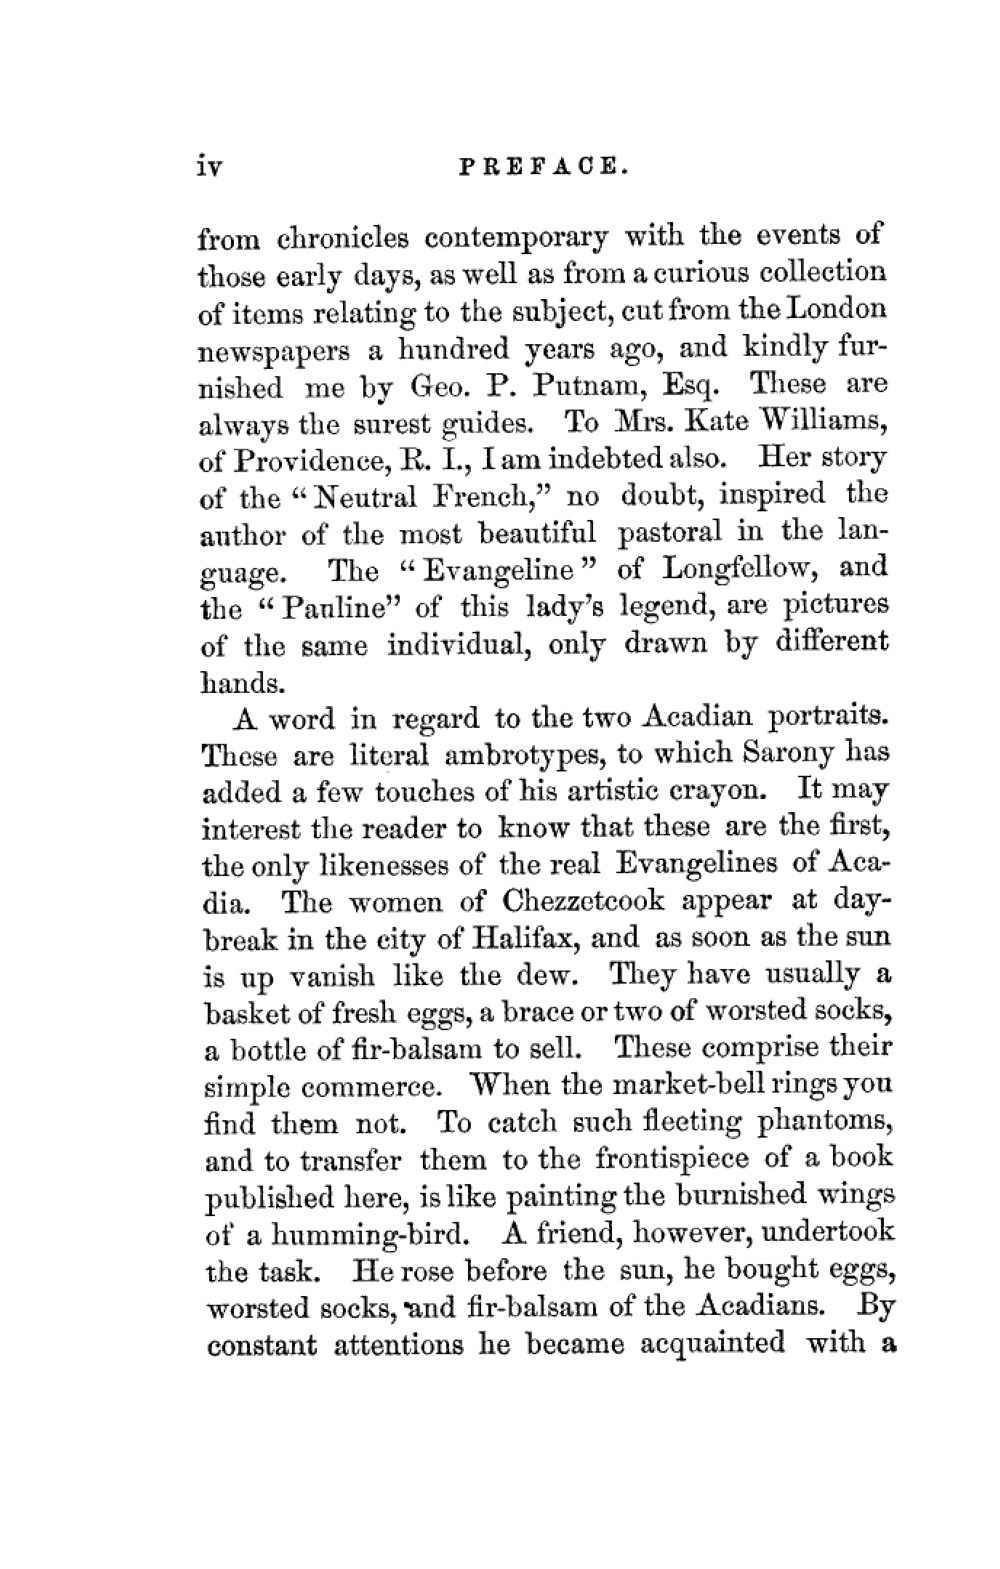 iv PREFACE.
from chronicles contemporary with the events of
those early days, as well as from a curious collection
of items relating to the subject, cut from the London
newspapers a hundred years ago, and kindly fur-
nished me by Geo. P. Putnam, Esq. These are
always the surest guides. To Mrs. Kate Williams,
of Providence, R. I., I am indebted also. Her story
of the “Neutral French,” no doubt, inspired the
author of the most beautiful pastoral in the lan-
guage. The “Evangeline” of Longfellow, and
the “Pauline” of this lady’s legend, are pictures
of the same individual, only drawn by different
hands.
A word in regard to the two Acadian portraits.
These are literal ambrotypes, to which Sarony has
added a few touches of his artistic crayon. It may
interest the reader to know that these are the first,
the only likenesses of the real Evangelines of Aca-
dia. The women of Chezzetcook appear at day-
break in the city of Halifax, and as soon as the sun
is up vanish like the dew. They have usually a
basket of fresh eggs, a brace or two of worsted socks,
a bottle of fir-balsam to sell. These comprise their
simple commerce. When the market-bell rings you
find them not. To catch such fleeting phantoms,
and to transfer them to the frontispiece of a book
published here, is like painting the burnished wings
of a humming-bird. A friend, however, undertook
the task. He rose before the sun, he bought eggs,
worsted socks, and fir-balsam of the Acadians. By
constant attentions he became acquainted with a